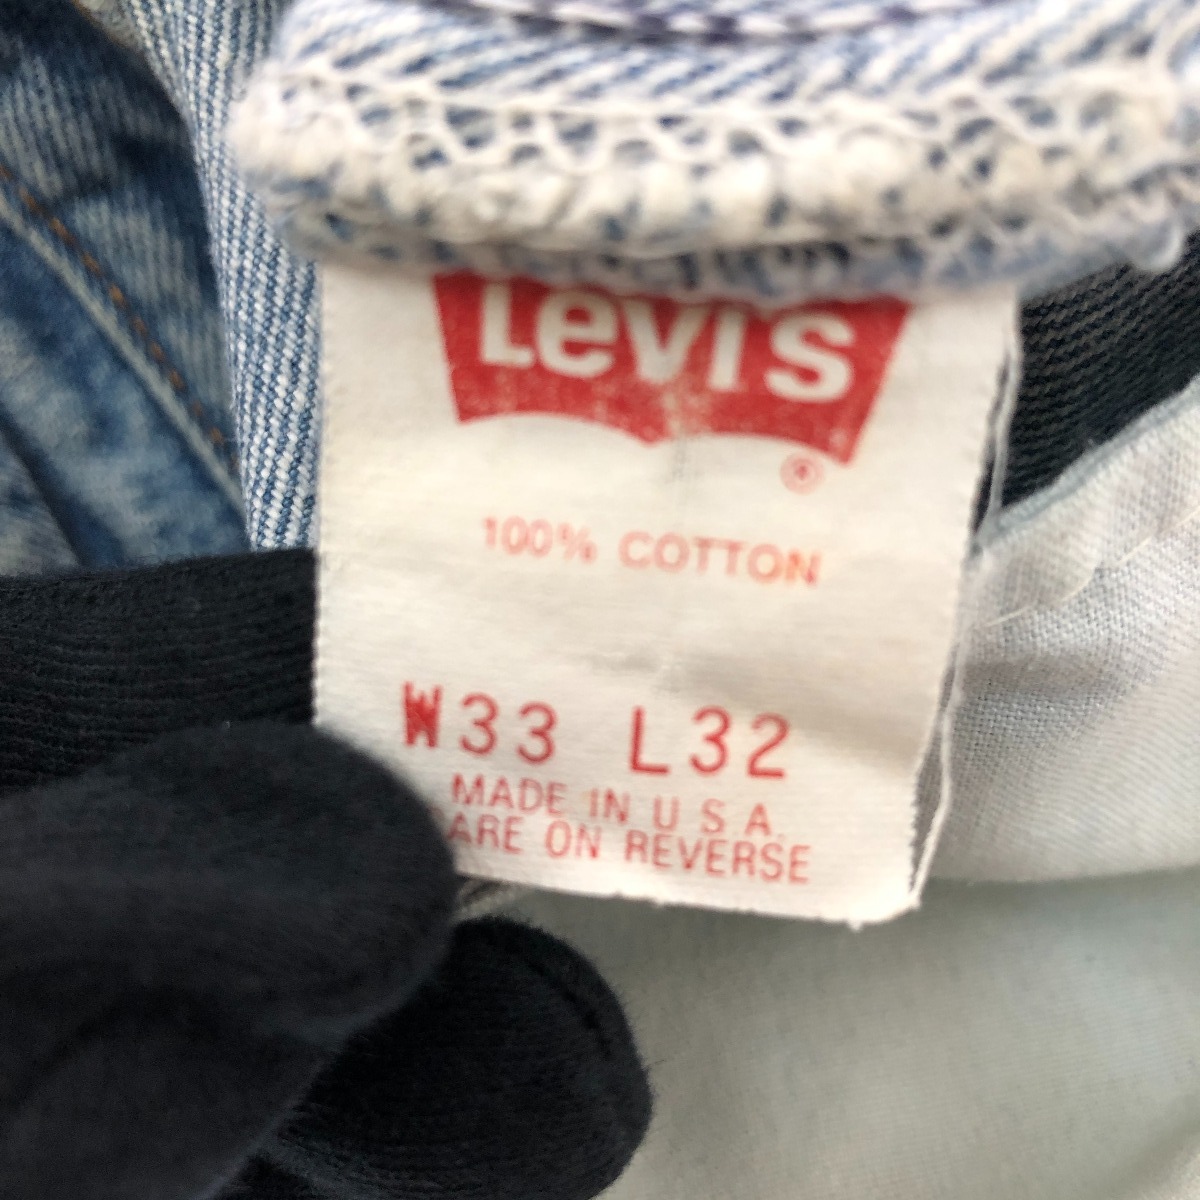 Levi's
®
100% COTTON
W33 L32
MADE IN U S A.
ARE ON REVERSE